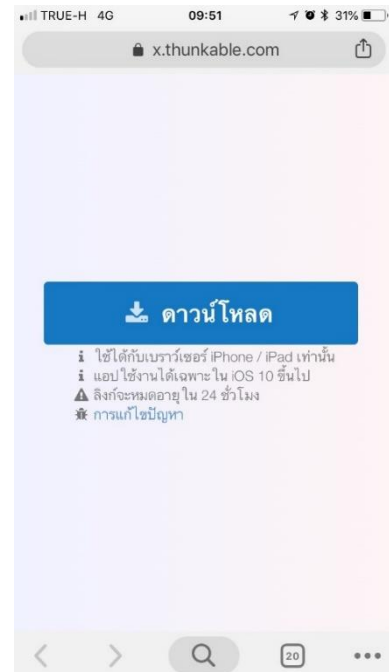 TRUE-H 4G 09:51 31%
x.thunkable.com
ดาวน์โหลด
ใช้ได้กับเบราว์เซอร์ iPhone / iPad เท่านั้น
แอปใช้งานได้เฉพาะใน iOS 10 ขึ้นไป
ลิงก์จะหมดอายุใน 24 ชั่วโมง
การแก้ไขปัญหา
20